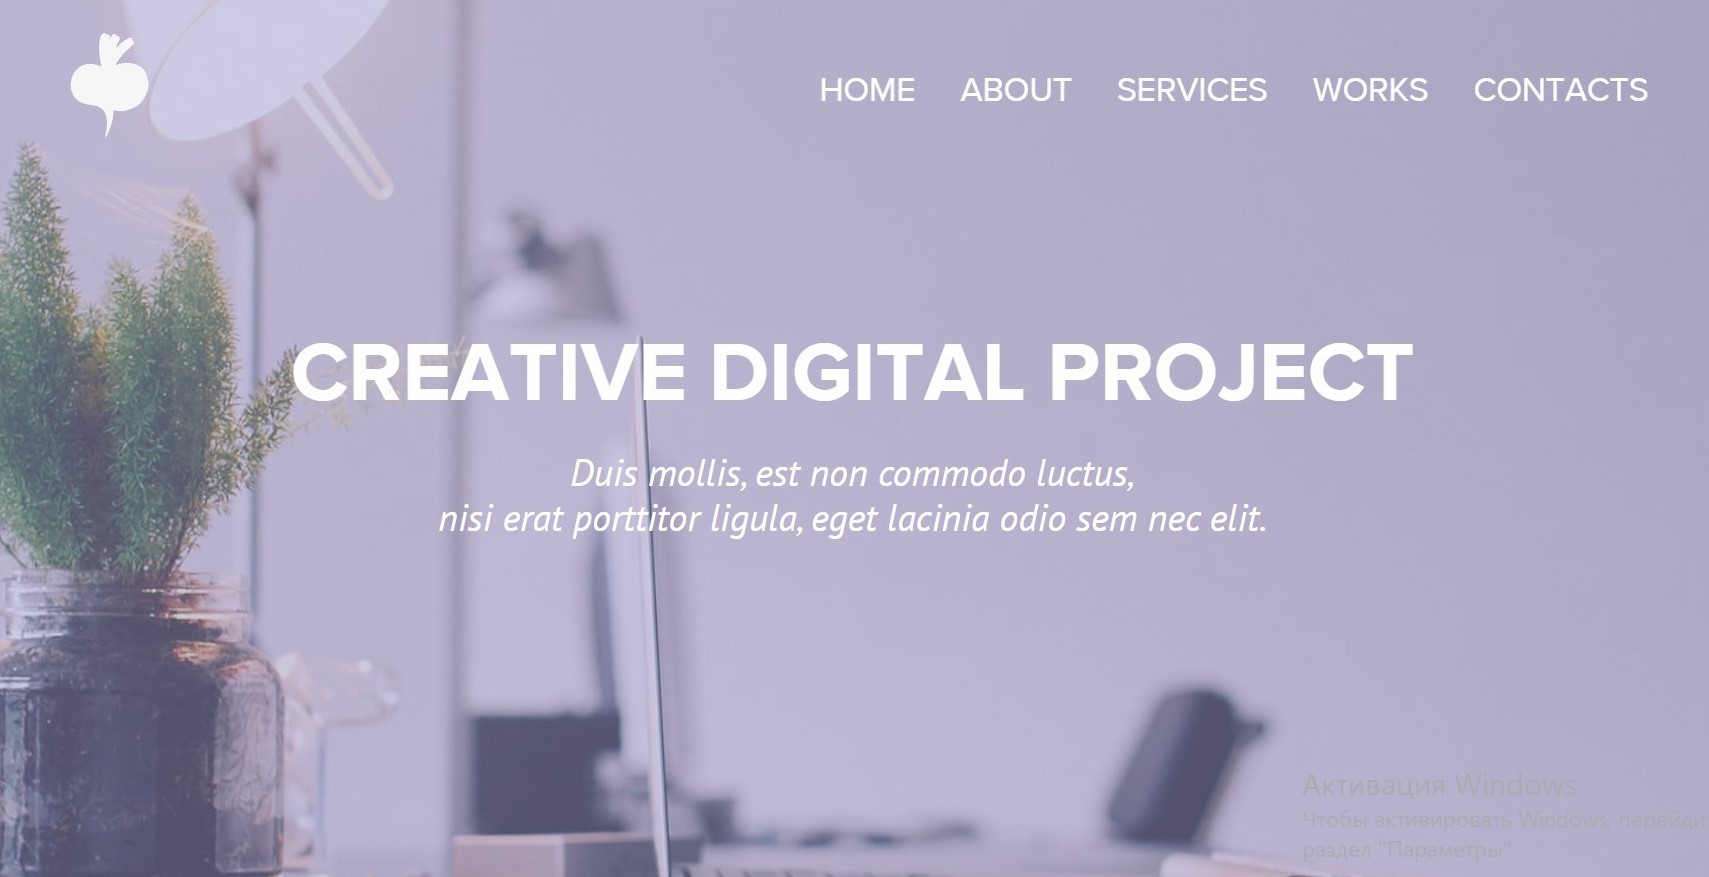 HOME ABOUT SERVICES WORKS CONTACTS
CREATIVE DIGITAL PROJECT
Duis mollis, est non commodo luctus,
nisi erat porttitor ligula, eget lacinia odio sem nec elit.
Активация Windows
Чтобы активировать Windows, перейди
раздел "Параметры".